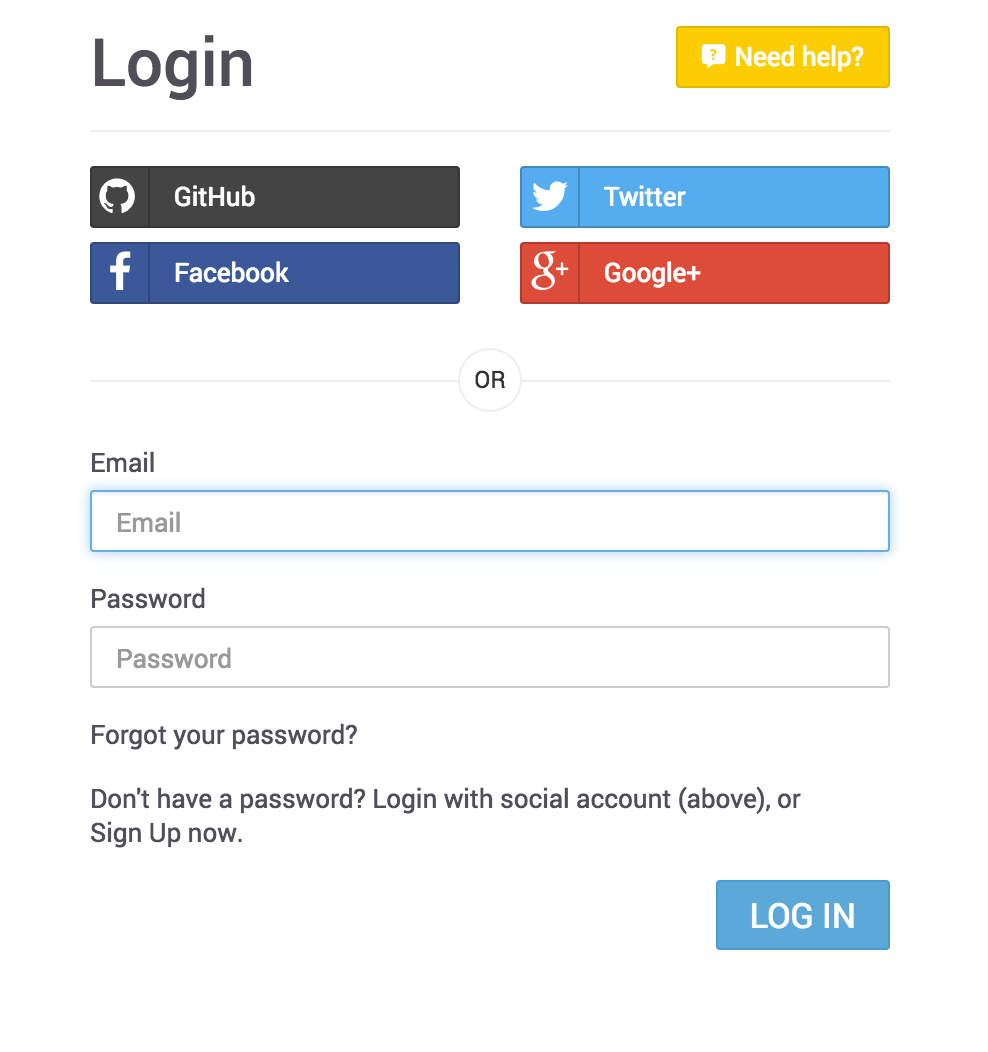 Login
Need help?
GitHub
Twitter
Facebook
Google+
OR
Email
Email
Password
Password
Forgot your password?
Don't have a password? Login with social account (above), or
Sign Up now.
LOG IN